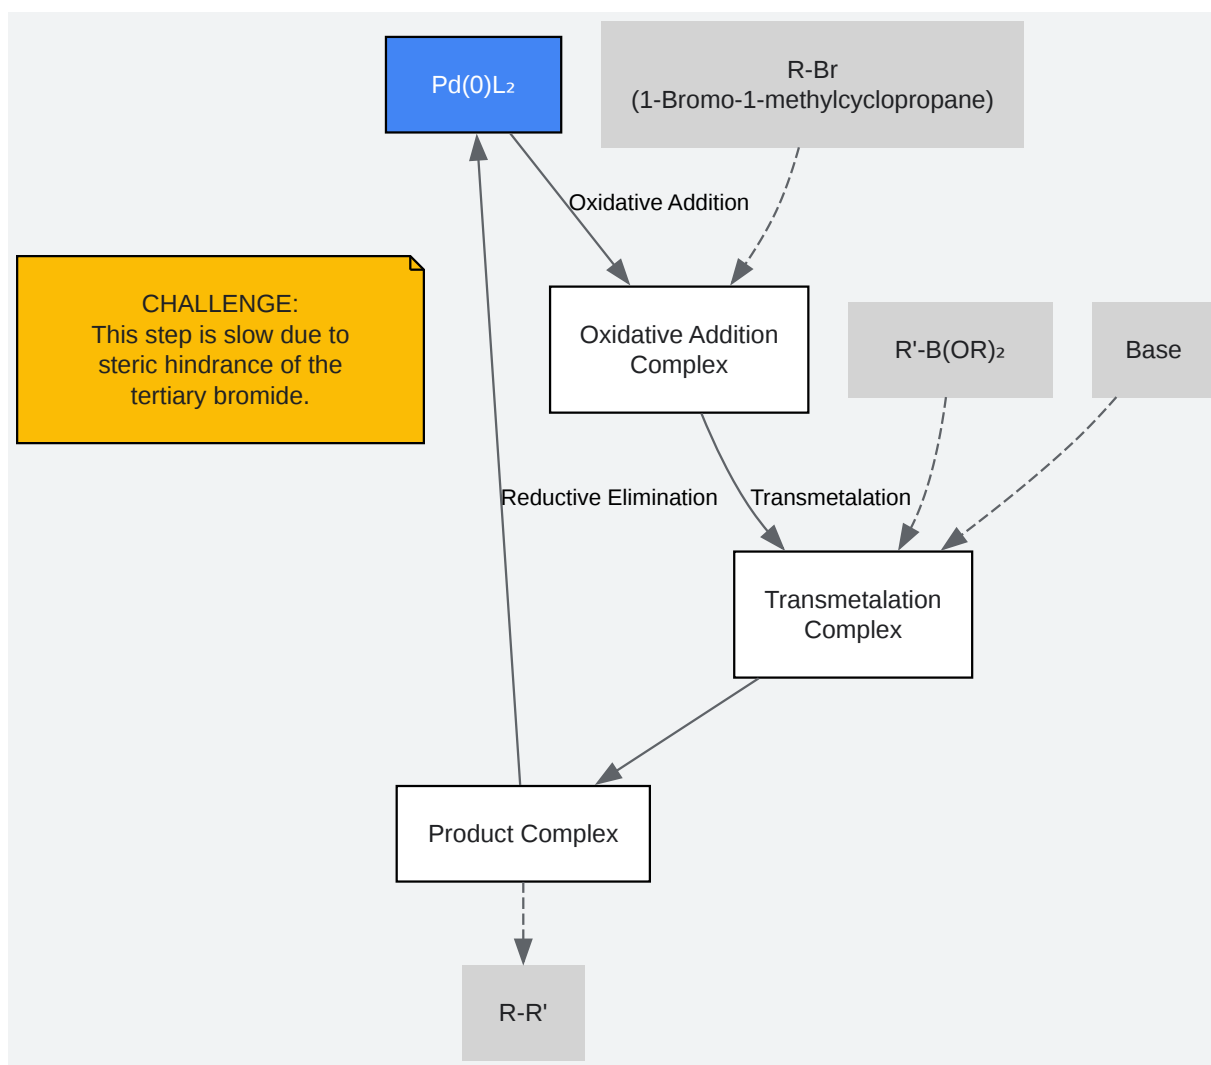 Pd(0)L₂
R-Br
(1-Bromo-1-methylcyclopropane)
Oxidative Addition
CHALLENGE:
This step is slow due to
steric hindrance of the
tertiary bromide.
Oxidative Addition
Complex
R'-B(OR)₂
Base
Reductive Elimination
Transmetalation
Transmetalation
Complex
Product Complex
R-R'